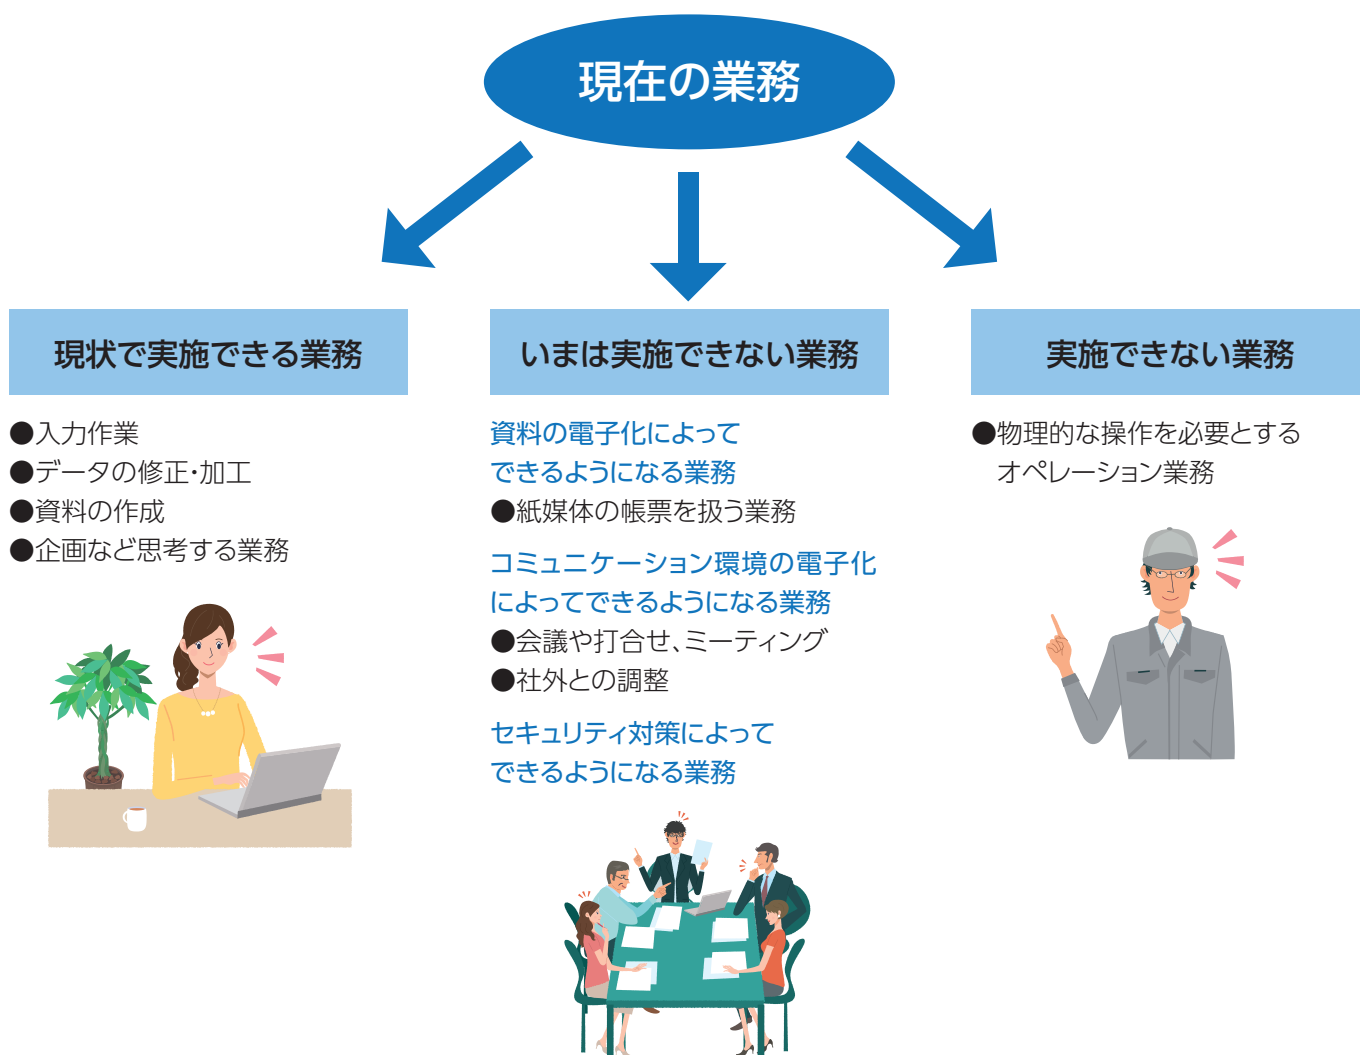 現在の業務
現状で実施できる業務
●入力作業
●データの修正・加工
●資料の作成
●企画など思考する業務
いまは実施できない業務
資料の電子化によって
できるようになる業務
●紙媒体の帳票を扱う業務
コミュニケーション環境の電子化
によってできるようになる業務
●会議や打合せ、ミーティング
●社外との調整
セキュリティ対策によって
できるようになる業務
実施できない業務
●物理的な操作を必要とする
オペレーション業務